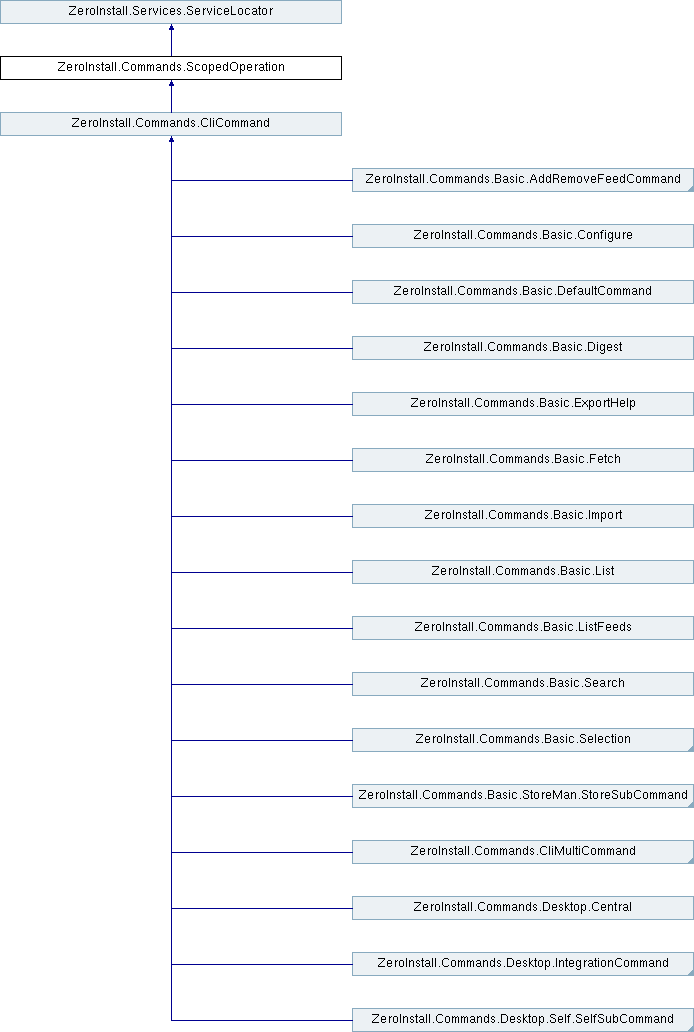 ZeroInstall.Services.ServiceLocator
ZeroInstall.Commands.ScopedOperation
ZeroInstall.Commands.CliCommand
ZeroInstall.Commands.Basic.AddRemoveFeedCommand
ZeroInstall.Commands.Basic.Configure
ZeroInstall.Commands.Basic.DefaultCommand
ZeroInstall.Commands.Basic.Digest
ZeroInstall.Commands.Basic.ExportHelp
ZeroInstall.Commands.Basic.Fetch
ZeroInstall.Commands.Basic.Import
ZeroInstall.Commands.Basic.List
ZeroInstall.Commands.Basic.ListFeeds
ZeroInstall.Commands.Basic.Search
ZeroInstall.Commands.Basic.Selection
ZeroInstall.Commands.Basic.StoreMan.StoreSubCommand
ZeroInstall.Commands.CliMultiCommand
ZeroInstall.Commands.Desktop.Central
ZeroInstall.Commands.Desktop.IntegrationCommand
ZeroInstall.Commands.Desktop.Self.SelfSubCommand